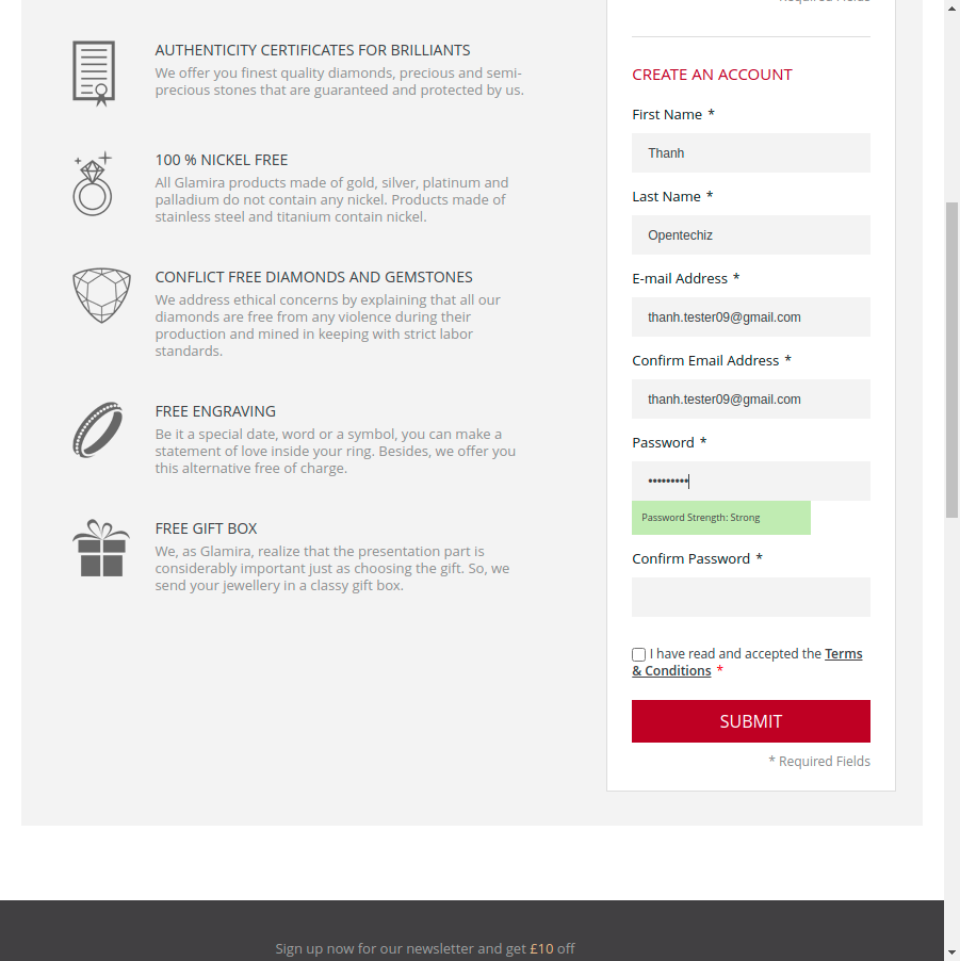 Required Fields
AUTHENTICITY CERTIFICATES FOR BRILLIANTS
We offer you finest quality diamonds, precious and semi-
precious stones that are guaranteed and protected by us.
100 % NICKEL FREE
All Glamira products made of gold, silver, platinum and
palladium do not contain any nickel. Products made of
stainless steel and titanium contain nickel.
CONFLICT FREE DIAMONDS AND GEMSTONES
We address ethical concerns by explaining that all our
diamonds are free from any violence during their
production and mined in keeping with strict labor
standards.
FREE ENGRAVING
Be it a special date, word or a symbol, you can make a
statement of love inside your ring. Besides, we offer you
this alternative free of charge.
FREE GIFT BOX
We, as Glamira, realize that the presentation part is
considerably important just as choosing the gift. So, we
send your jewellery in a classy gift box.
CREATE AN ACCOUNT
First Name *
Thanh
Last Name *
Opentechiz
E-mail Address *
thanh.tester09@gmail.com
Confirm Email Address *
thanh.tester09@gmail.com
Password *
•••••••••
Password Strength: Strong
Confirm Password *
I have read and accepted the Terms
& Conditions *
SUBMIT
* Required Fields
Sign up now for our newsletter and get £10 off